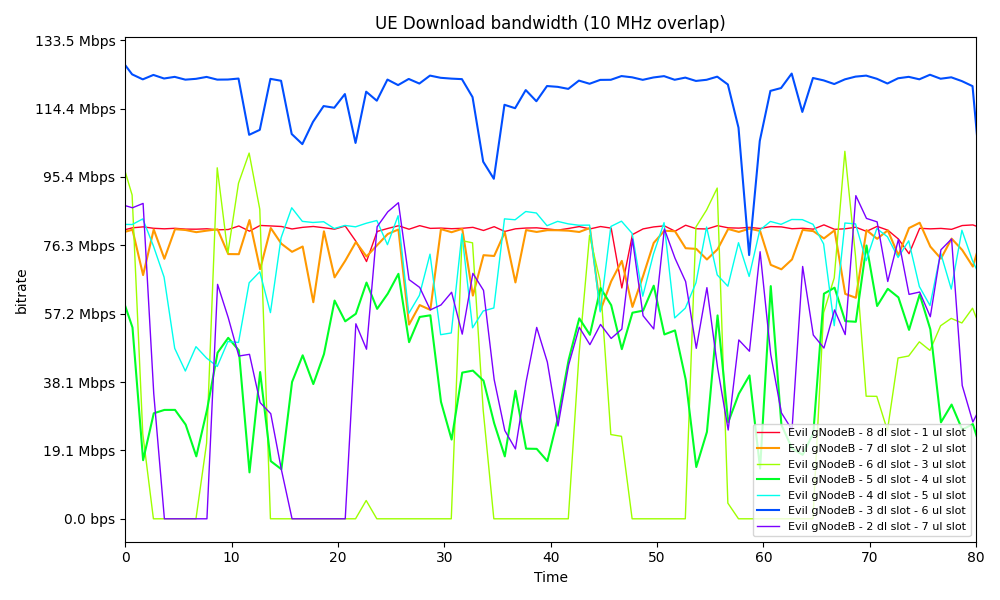 UE Download bandwidth (10 MHz overlap)
133.5 Mbps
114.4 Mbps
95.4 Mbps
76.3 Mbps
57.2 Mbps
38.1 Mbps
19.1 Mbps
0.0 bps
bitrate
Evil gNodeB - 8 dl slot - 1 ul slot
Evil gNodeB - 7 dl slot - 2 ul slot
Evil gNodeB - 6 dl slot - 3 ul slot
Evil gNodeB - 5 dl slot - 4 ul slot
Evil gNodeB - 4 dl slot - 5 ul slot
Evil gNodeB - 3 dl slot - 6 ul slot
Evil gNodeB - 2 dl slot - 7 ul slot
0 10 20 30 40 50 60 70 80
Time